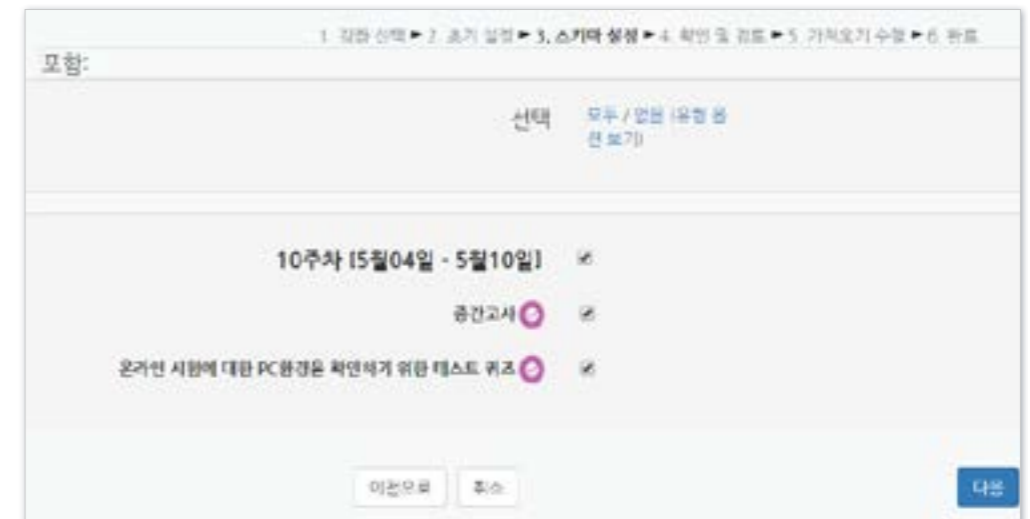 1. 강좌 선택 ► 2. 초기 설정 ► 3. 스키마 설정 ► 4. 확인 및 검토 ► 5. 가져오기 수행 ► 6. 완료
포함:
선택
모두 / 없음 (유형 옵
션 보기)
10주차 [5월04일 - 5월10일]
중간고사
온라인 시험에 대한 PC환경을 확인하기 위한 테스트 퀴즈
이전으로 취소 다음